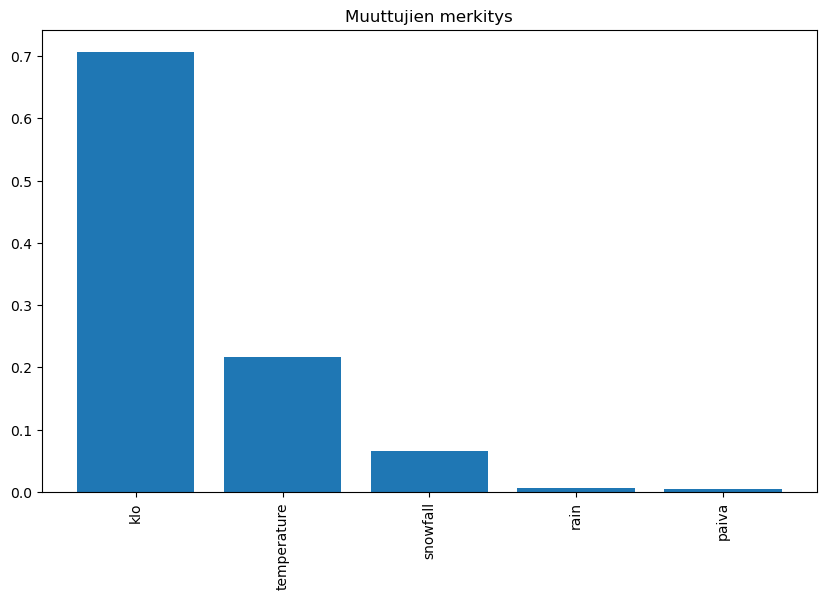 Muuttujien merkitys
0.7
0.6
0.5
0.4
0.3
0.2
0.1
0.0
klo
temperature
snowfall
rain
paiva